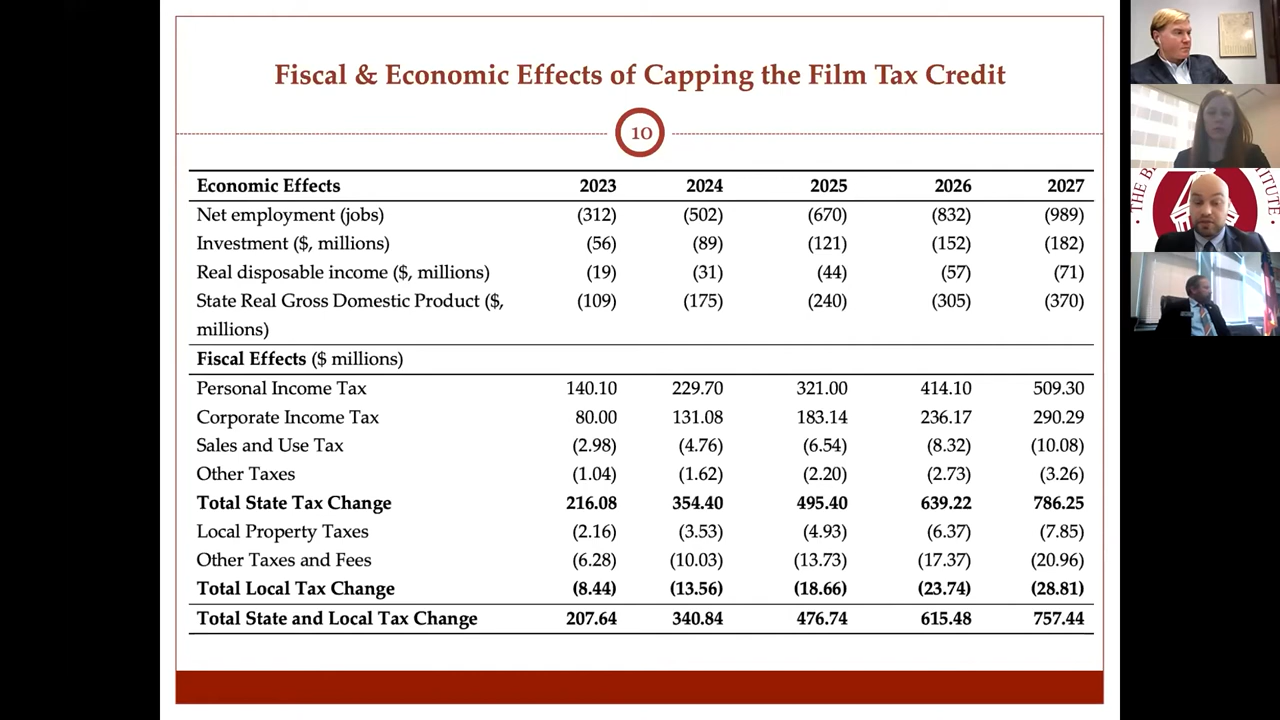 Fiscal & Economic Effects of Capping the Film Tax Credit
10
Economic Effects 2023 2024 2025 2026 2027
Net employment (jobs) (312) (502) (670) (832) (989)
Investment ($, millions) (56) (89) (121) (152) (182)
Real disposable income ($, millions) (19) (31) (44) (57) (71)
State Real Gross Domestic Product ($, (109) (175) (240) (305) (370)
millions)
Fiscal Effects ($ millions)
Personal Income Tax 140.10 229.70 321.00 414.10 509.30
Corporate Income Tax 80.00 131.08 183.14 236.17 290.29
Sales and Use Tax (2.98) (4.76) (6.54) (8.32) (10.08)
Other Taxes (1.04) (1.62) (2.20) (2.73) (3.26)
Total State Tax Change 216.08 354.40 495.40 639.22 786.25
Local Property Taxes (2.16) (3.53) (4.93) (6.37) (7.85)
Other Taxes and Fees (6.28) (10.03) (13.73) (17.37) (20.96)
Total Local Tax Change (8.44) (13.56) (18.66) (23.74) (28.81)
Total State and Local Tax Change 207.64 340.84 476.74 615.48 757.44
THE